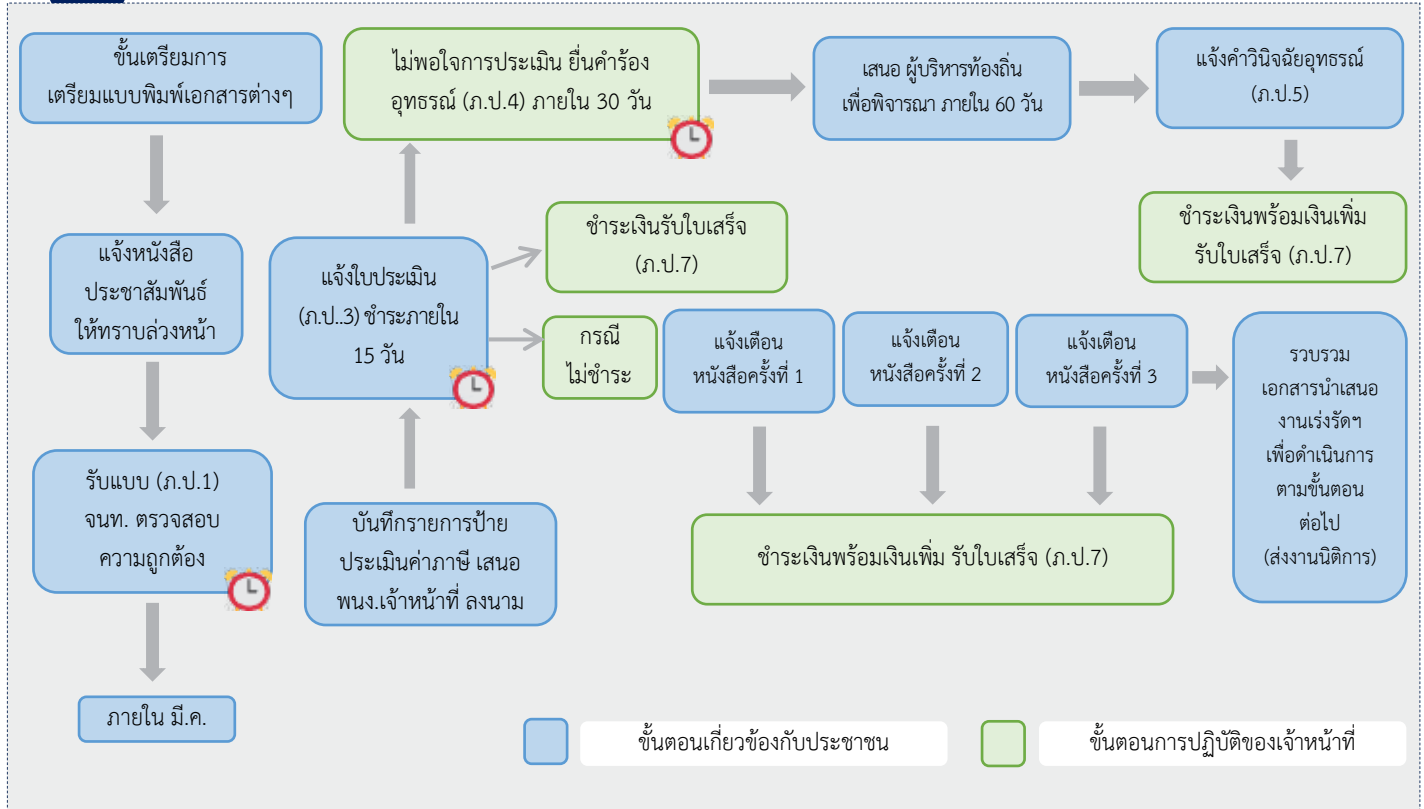 ขั้นเตรียมการ
เตรียมแบบพิมพ์เอกสารต่างๆ
ไม่พอใจการประเมิน ยื่นคำร้อง
อุทธรณ์ (ภ.ป.4) ภายใน 30 วัน
เสนอ ผู้บริหารท้องถิ่น
เพื่อพิจารณา ภายใน 60 วัน
แจ้งคำวินิจฉัยอุทธรณ์
(ภ.ป.5)
ชำระเงินพร้อมเงินเพิ่ม
รับใบเสร็จ (ภ.ป.7)
แจ้งหนังสือ
ประชาสัมพันธ์
ให้ทราบล่วงหน้า
แจ้งใบประเมิน
(ภ.ป..3) ชำระภายใน
15 วัน
ชำระเงินรับใบเสร็จ
(ภ.ป.7)
กรณี
ไม่ชำระ
แจ้งเตือน
หนังสือครั้งที่ 1
แจ้งเตือน
หนังสือครั้งที่ 2
แจ้งเตือน
หนังสือครั้งที่ 3
รวบรวม
เอกสารนำเสนอ
งานเร่งรัดฯ
เพื่อดำเนินการ
ตามขั้นตอน
ต่อไป
(ส่งงานนิติการ)
รับแบบ (ภ.ป.1)
จนท. ตรวจสอบ
ความถูกต้อง
บันทึกรายการป้าย
ประเมินค่าภาษี เสนอ
พนง.เจ้าหน้าที่ ลงนาม
ชำระเงินพร้อมเงินเพิ่ม รับใบเสร็จ (ภ.ป.7)
ภายใน มี.ค.
ขั้นตอนเกี่ยวข้องกับประชาชน
ขั้นตอนการปฏิบัติของเจ้าหน้าที่